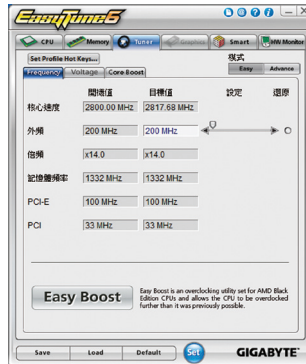 EasyTune6
CPU Memory Tuner Graphics Smart HW Monitor
Set Profile Hot Keys...
模式
Easy Advance
Frequency Voltage Core Boost
開機值 目標值 設定 還原
核心速度 2800.00 MHz 2817.68 MHz
外頻 200 MHz 200 MHz
倍頻 x14.0 x14.0
記憶體頻率 1332 MHz 1332 MHz
PCI-E 100 MHz 100 MHz
PCI 33 MHz 33 MHz
Easy Boost
Easy Boost is an overclocking utility set for AMD Black
Edition CPUs and allows the CPU to be overclocked
further than it was previously possible.
Save Load Default Set GIGABYTE